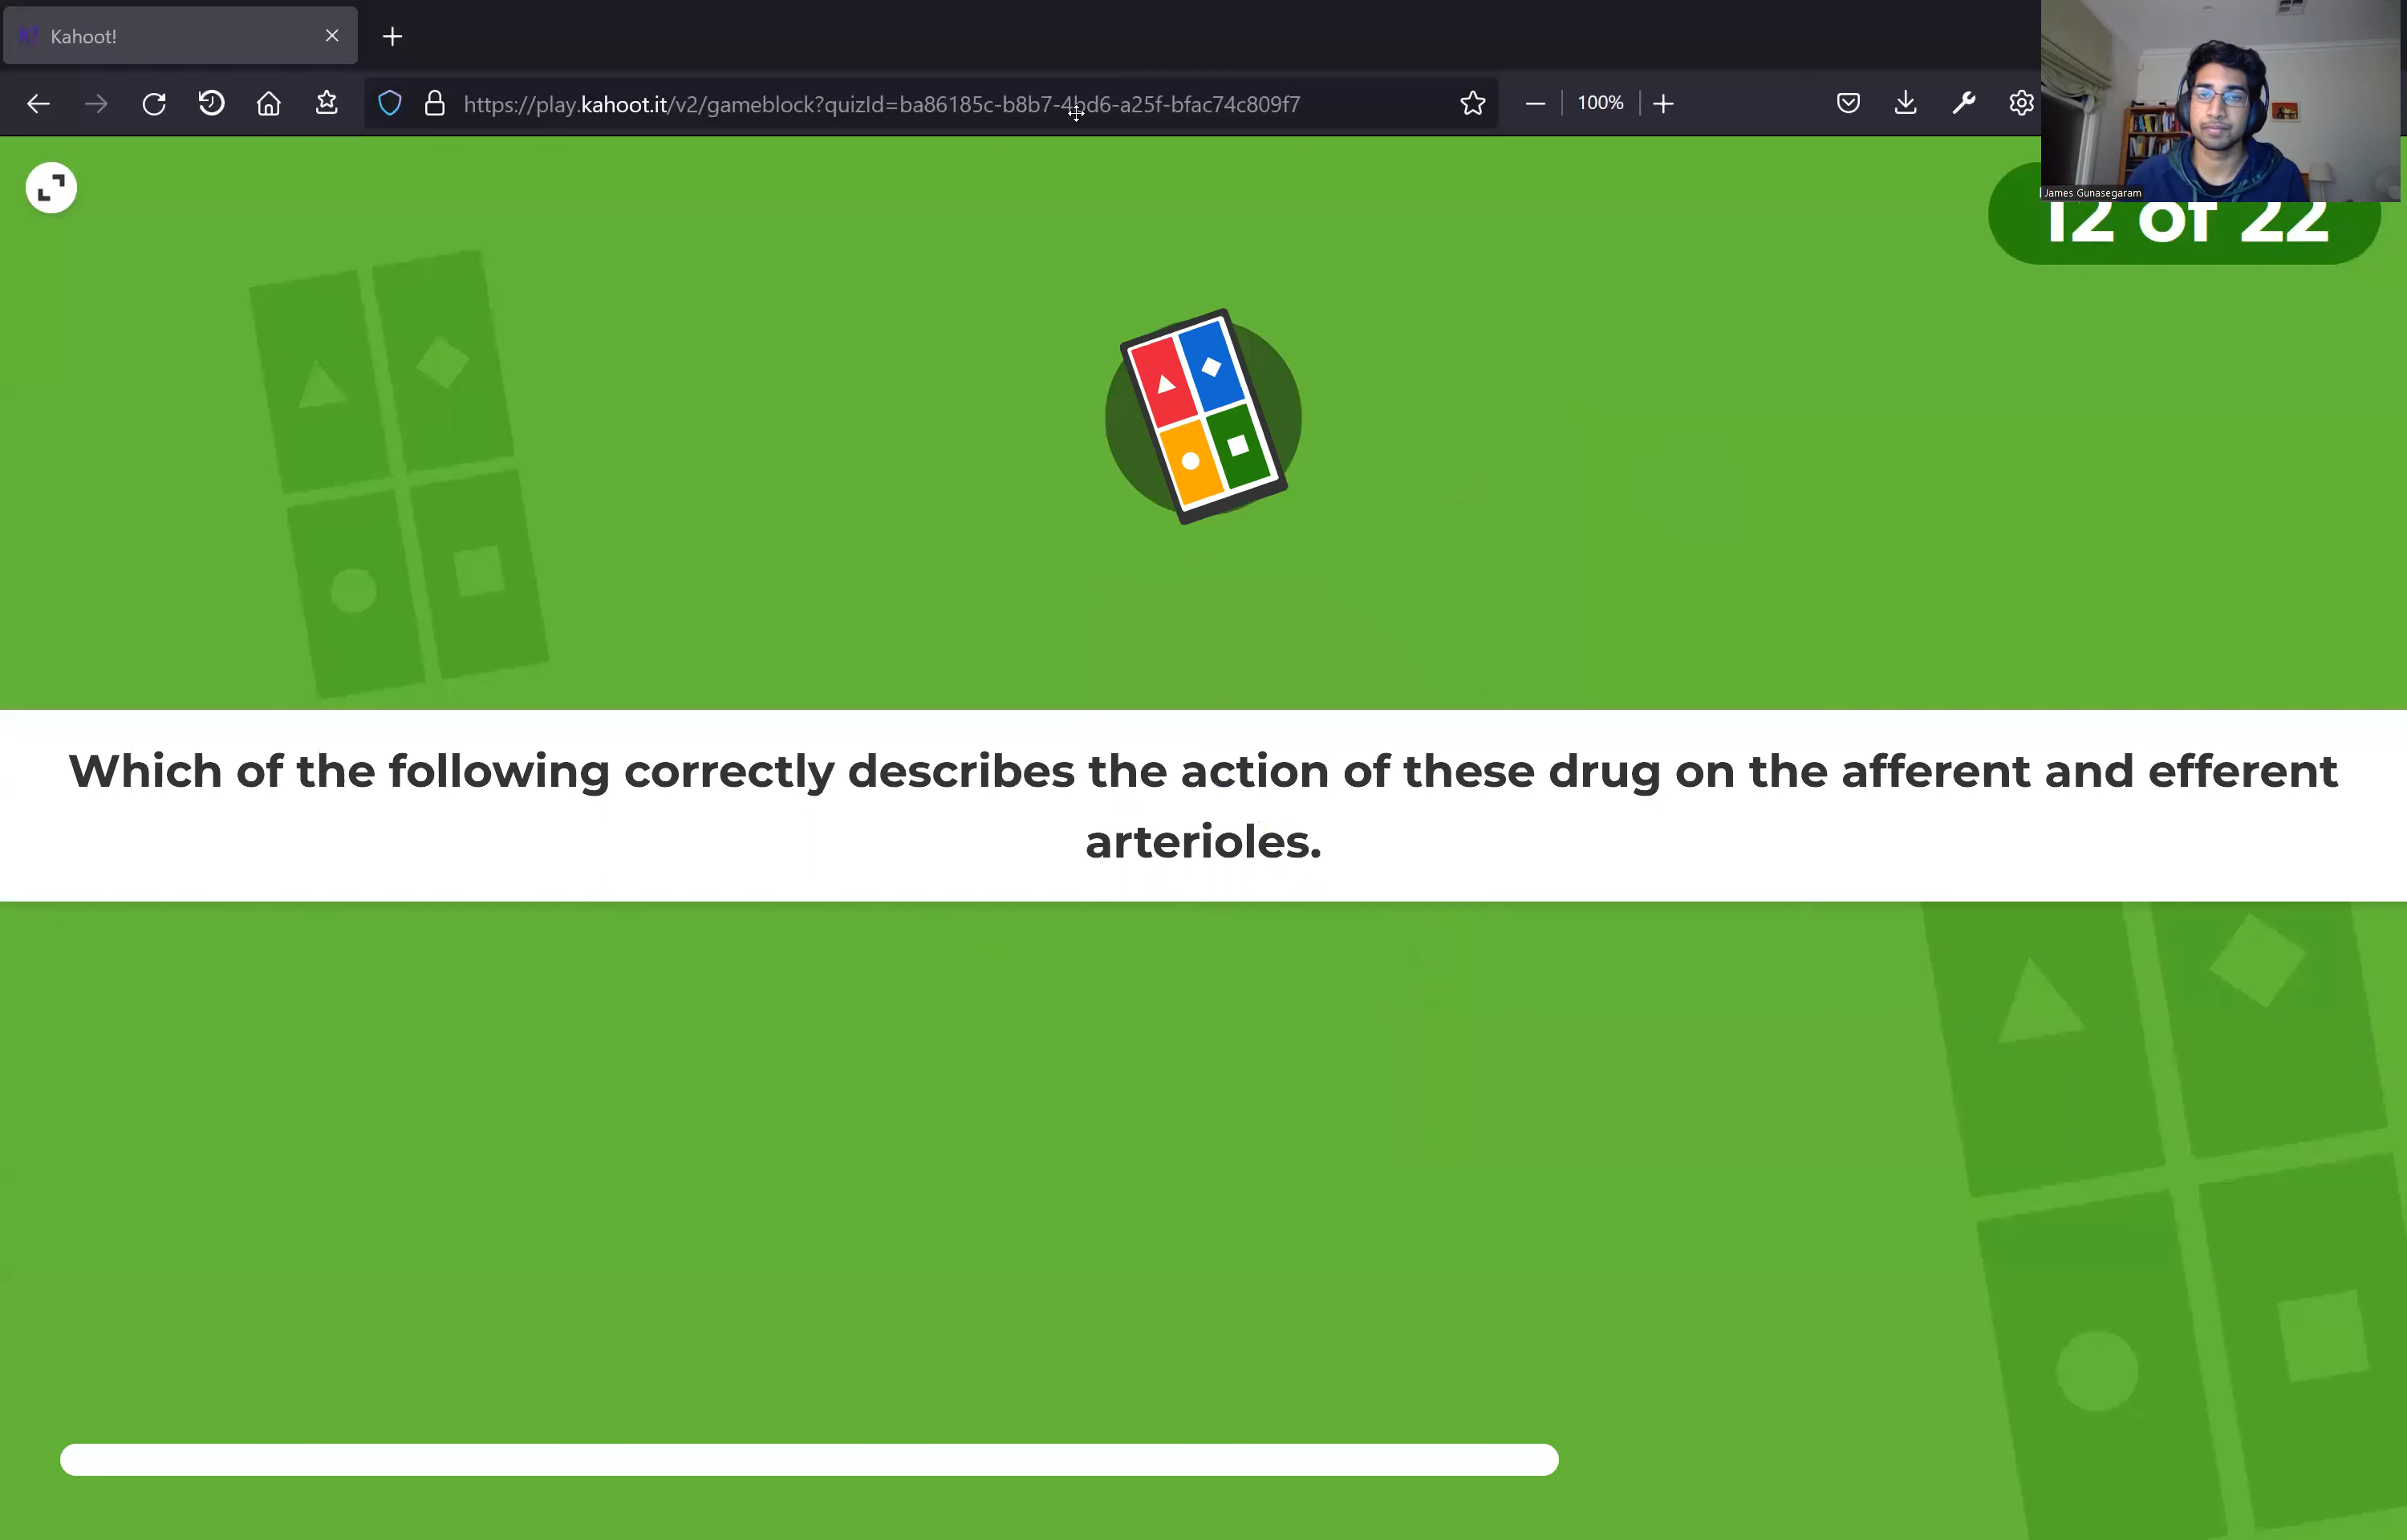 Kahoot!
https://play.kahoot.it/v2/gameblock?quizId=ba86185c-b8b7-4bd6-a25f-bfac74c809f7
100%
James Gunasegaram
12 of 22
Which of the following correctly describes the action of these drug on the afferent and efferent
arterioles.